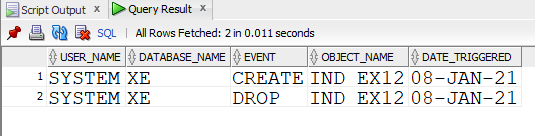 Script Output Query Result
SQL All Rows Fetched: 2 in 0.011 seconds
USER_NAME DATABASE_NAME EVENT OBJECT_NAME DATE_TRIGGERED
1 SYSTEM XE CREATE IND EX12 08-JAN-21
2 SYSTEM XE DROP IND EX12 08-JAN-21